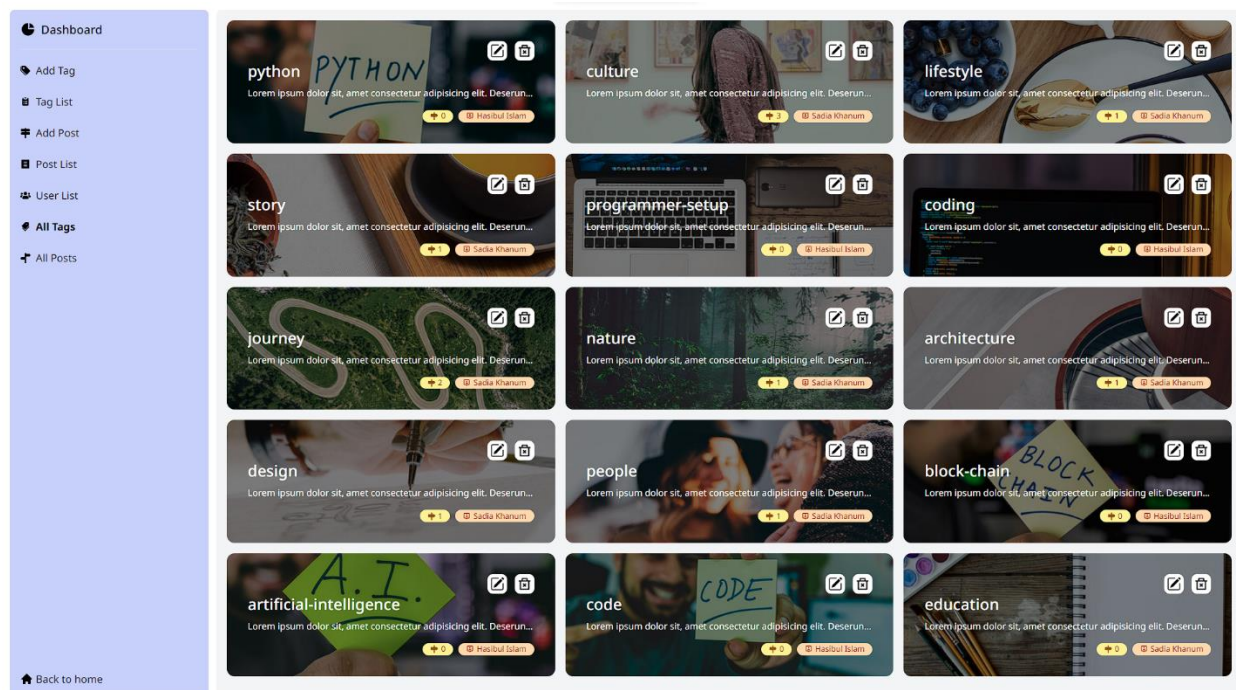 Dashboard
Add Tag
Tag List
Add Post
Post List
User List
All Tags
All Posts
Back to home
python
PYTHON
Lorem ipsum dolor sit, amet consectetur adipisicing elit. Deserun...
0 Hasibul Islam
culture
Lorem ipsum dolor sit, amet consectetur adipisicing elit. Deserun...
3 Sadia Khanum
lifestyle
Lorem ipsum dolor sit, amet consectetur adipisicing elit. Deserun...
1 Sadia Khanum
story
Lorem ipsum dolor sit, amet consectetur adipisicing elit. Deserun...
1 Sadia Khanum
programmer-setup
Lorem ipsum dolor sit, amet consectetur adipisicing elit. Deserun...
0 Hasibul Islam
coding
Lorem ipsum dolor sit, amet consectetur adipisicing elit. Deserun...
0 Hasibul Islam
journey
Lorem ipsum dolor sit, amet consectetur adipisicing elit. Deserun...
2 Sadia Khanum
nature
Lorem ipsum dolor sit, amet consectetur adipisicing elit. Deserun...
1 Sadia Khanum
architecture
Lorem ipsum dolor sit, amet consectetur adipisicing elit. Deserun...
1 Sadia Khanum
design
Lorem ipsum dolor sit, amet consectetur adipisicing elit. Deserun...
1 Sadia Khanum
people
Lorem ipsum dolor sit, amet consectetur adipisicing elit. Deserun...
1 Sadia Khanum
BLOCK
block-chain
CHAIN
Lorem ipsum dolor sit, amet consectetur adipisicing elit. Deserun...
0 Hasibul Islam
A.I.
artificial-intelligence
Lorem ipsum dolor sit, amet consectetur adipisicing elit. Deserun...
0 Hasibul Islam
CODE
code
Lorem ipsum dolor sit, amet consectetur adipisicing elit. Deserun...
0 Hasibul Islam
education
Lorem ipsum dolor sit, amet consectetur adipisicing elit. Deserun...
0 Sadia Khanum